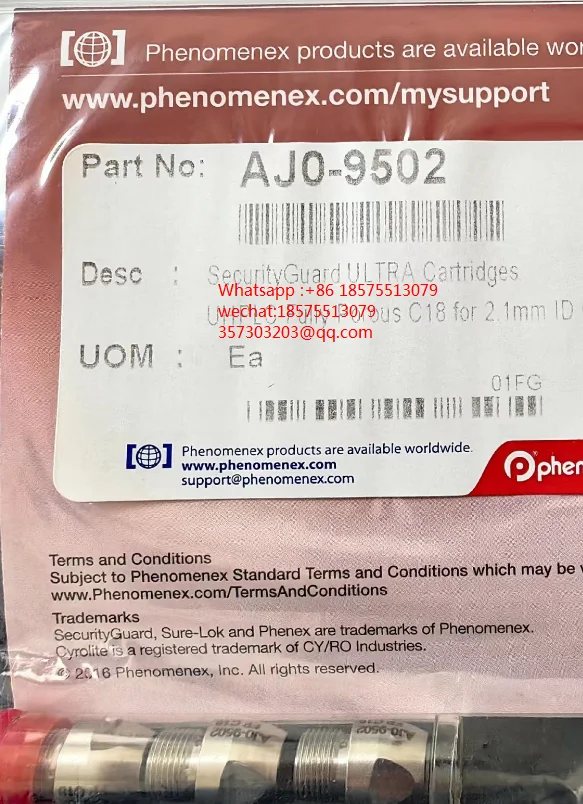 Phenomenex products are available wor
www.phenomenex.com/mysupport
Part No: AJ0-9502
Desc : SecurityGuard ULTRA Cartridges
Whatsapp :+86 18575513079
wechat:18575513079
Porous C18 for 2.1mm ID
357303203@qq.com
UOM : Ea
01FG
Phenomenex products are available worldwide.
www.phenomenex.com
support@phenomenex.com
phen
Terms and Conditions
Subject to Phenomenex Standard Terms and Conditions which may be v
www.Phenomenex.com/TermsAndConditions
Trademarks
SecurityGuard, Sure-Lok and Phenex are trademarks of Phenomenex.
Cyrolite is a registered trademark of CY/RO Industries.
© 2016 Phenomenex, Inc. All rights reserved.
AJ0-9502
AJ0-9502